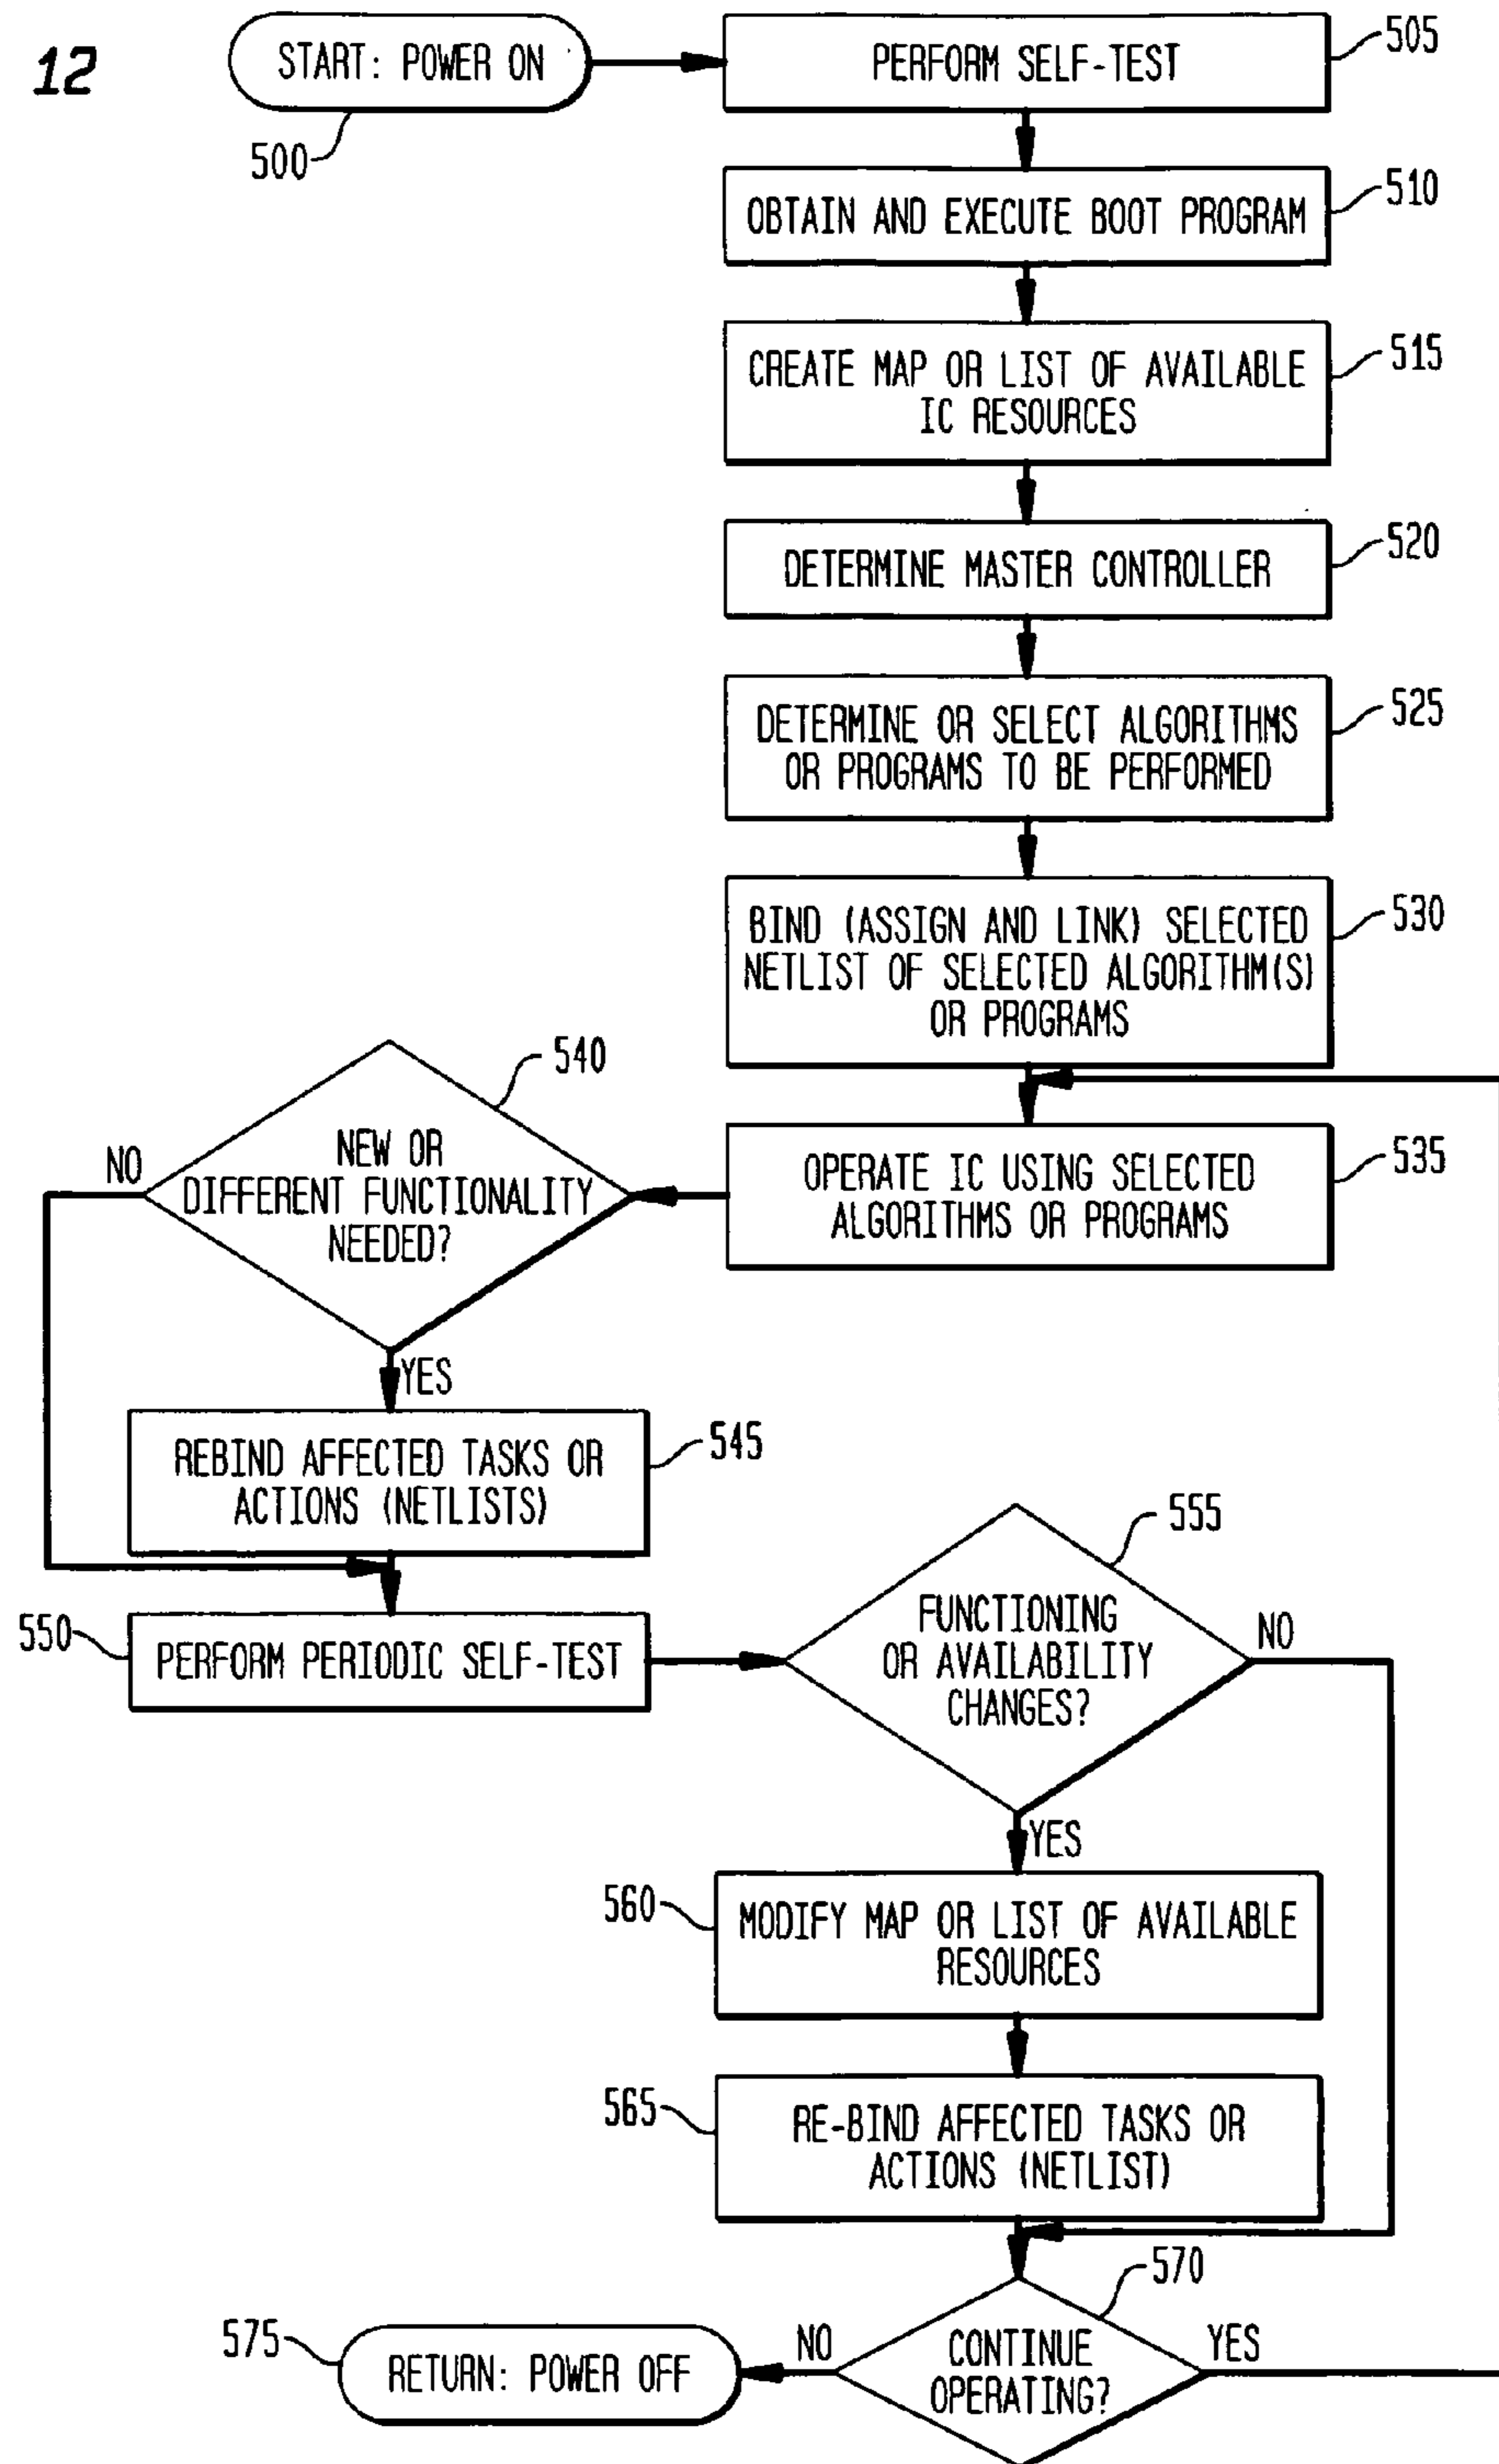 12
START: POWER ON
500
PERFORM SELF-TEST
505
OBTAIN AND EXECUTE BOOT PROGRAM
510
CREATE MAP OR LIST OF AVAILABLE
IC RESOURCES
515
DETERMINE MASTER CONTROLLER
520
DETERMINE OR SELECT ALGORITHMS
OR PROGRAMS TO BE PERFORMED
525
BIND (ASSIGN AND LINK) SELECTED
NETLIST OF SELECTED ALGORITHM(S)
OR PROGRAMS
530
OPERATE IC USING SELECTED
ALGORITHMS OR PROGRAMS
535
540
NEW OR
DIFFERENT FUNCTIONALITY
NEEDED?
NO
YES
REBIND AFFECTED TASKS OR
ACTIONS (NETLISTS)
545
550
PERFORM PERIODIC SELF-TEST
555
FUNCTIONING
OR AVAILABILITY
CHANGES?
NO
YES
560
MODIFY MAP OR LIST OF AVAILABLE
RESOURCES
565
RE-BIND AFFECTED TASKS OR
ACTIONS (NETLIST)
570
CONTINUE
OPERATING?
NO
YES
575
RETURN: POWER OFF